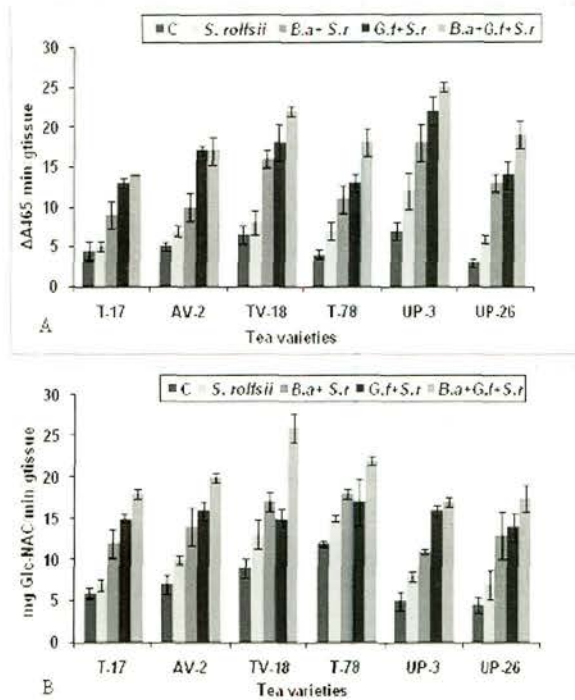 C S. rolfsii B.a+ S.r G.f+S.r B.a+G.f+S.r
30
25
20
15
10
5
0
ΔA465 min gtissue
T-17 AV-2 TV-18 T-78 UP-3 UP-26
Tea varieties
A
C S. rolfsii B.a+ S.r G.f+S.r B.a+G.f+S.r
30
25
20
15
10
5
0
mg Glc-NAC min gtissue
T-17 AV-2 TV-18 T-78 UP-3 UP-26
Tea varieties
B